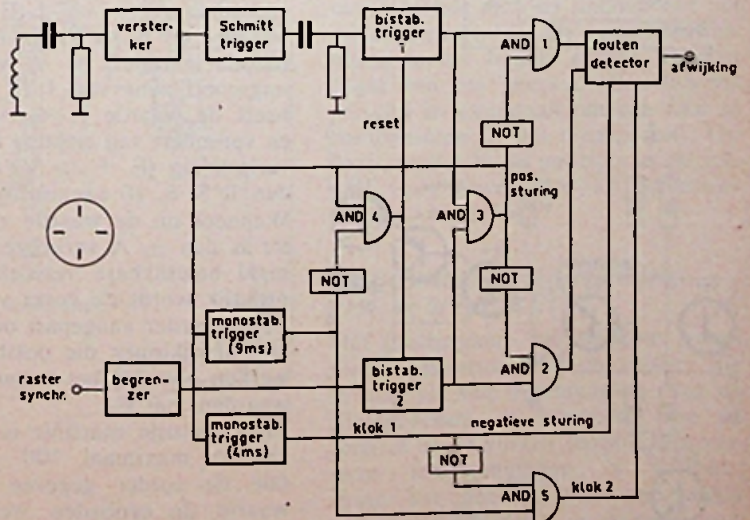 verster-
ker
Schmitt
trigger
bistab.
trigger
1
AND 1
fouten
detector
afwijking
reset
NOT
pos.
sturing
AND 4
AND 3
NOT
NOT
monostab.
trigger
(9ms)
raster
synchr.
begren-
zer
bistab.
trigger
2
AND 2
monostab.
trigger
(4ms)
klok 1
negatieve sturing
NOT
AND 5
klok 2